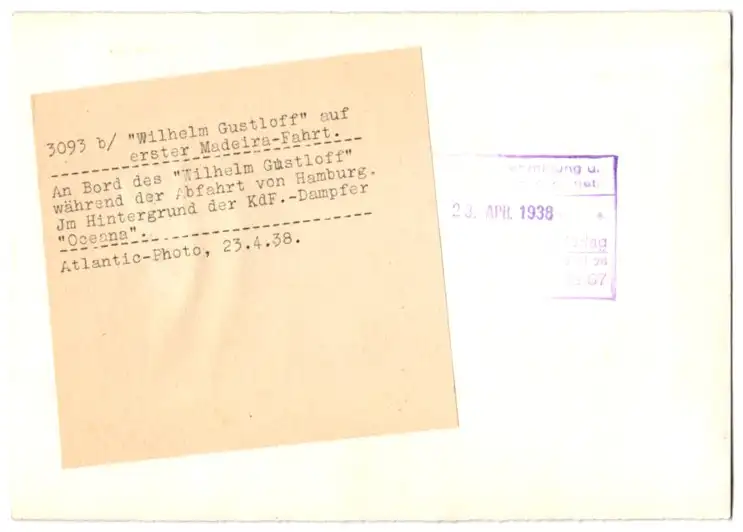 3093 b/ "Wilhelm Gustloff" auf
erster Madeira-Fahrt.
An Bord des "Wilhelm Gustloff"
während der Abfahrt von Hamburg.
Jm Hintergrund der KdF.-Dampfer
"Oceana".
Atlantic-Photo, 23.4.38.
23. APR. 1938